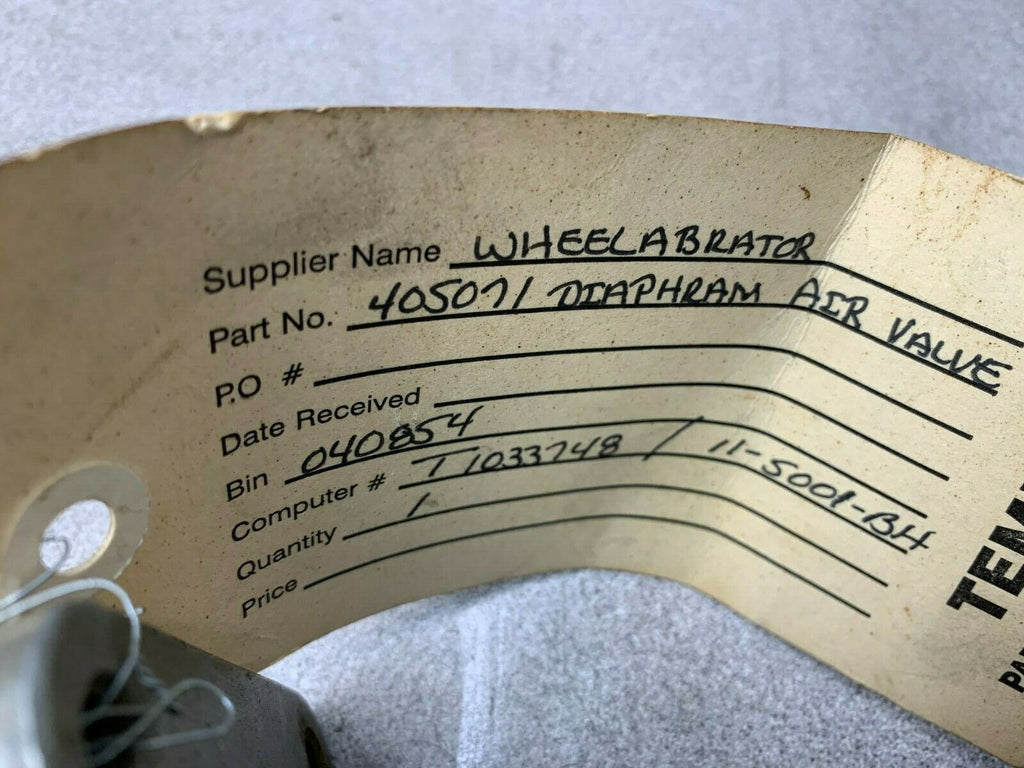 Supplier Name WHEELABRATOR
Part No. 405071 DIAPHRAM AIR VALVE
P.O #
Date Received
Bin 040854
Computer # T1033748 / 11-5001-BH
Quantity 1
Price